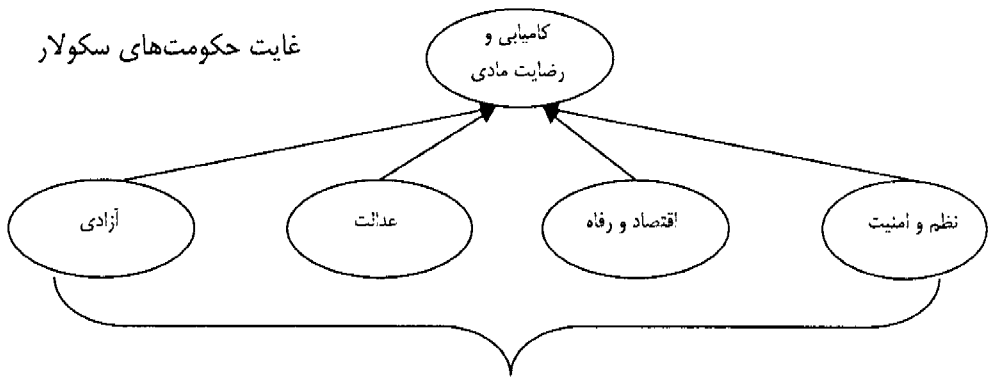 غایت حکومت‌های سکولار
کامیابی و
رضایت مادی
نظم و امنیت
اقتصاد و رفاه
عدالت
آزادی